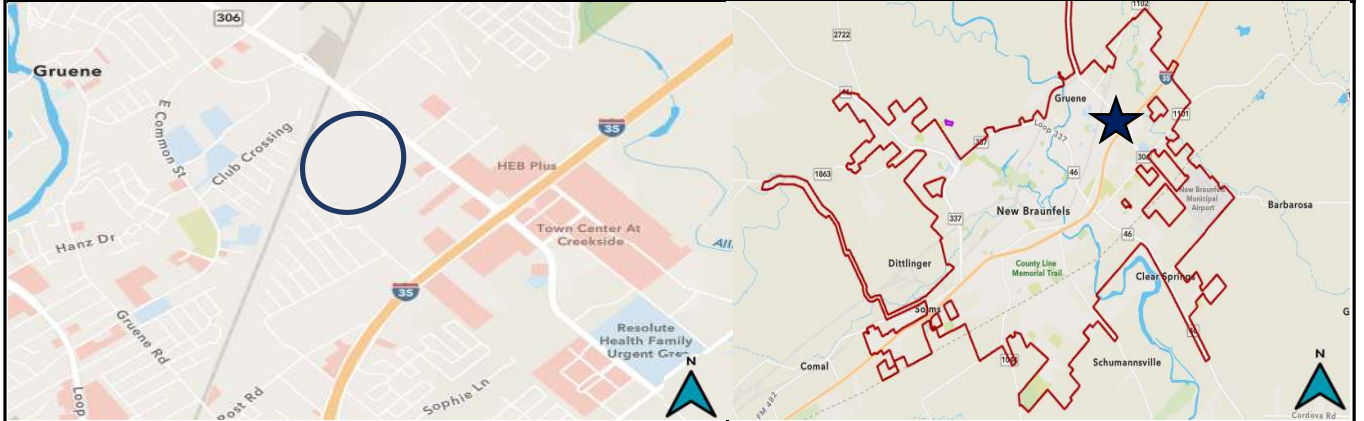 306
Gruene
E Common St
Club Crossing
35
HEB Plus
Town Center At
Creekside
Hanz Dr
35
Gruene Rd
Resolute
Health Family
Urgent
Loop
Post Rd
Sophie Ln
N
1102
2722
35
46
Gruene
1101
Loop 337
337
306
1863
46
New Braunfels
Municipal
Airport
Barbarosa
New Braunfels
337
46
Dittlinger
County Line
Memorial Trail
Clear Springs
Solms
Comal
Schumannsville
N
FM 482
Cordova Rd